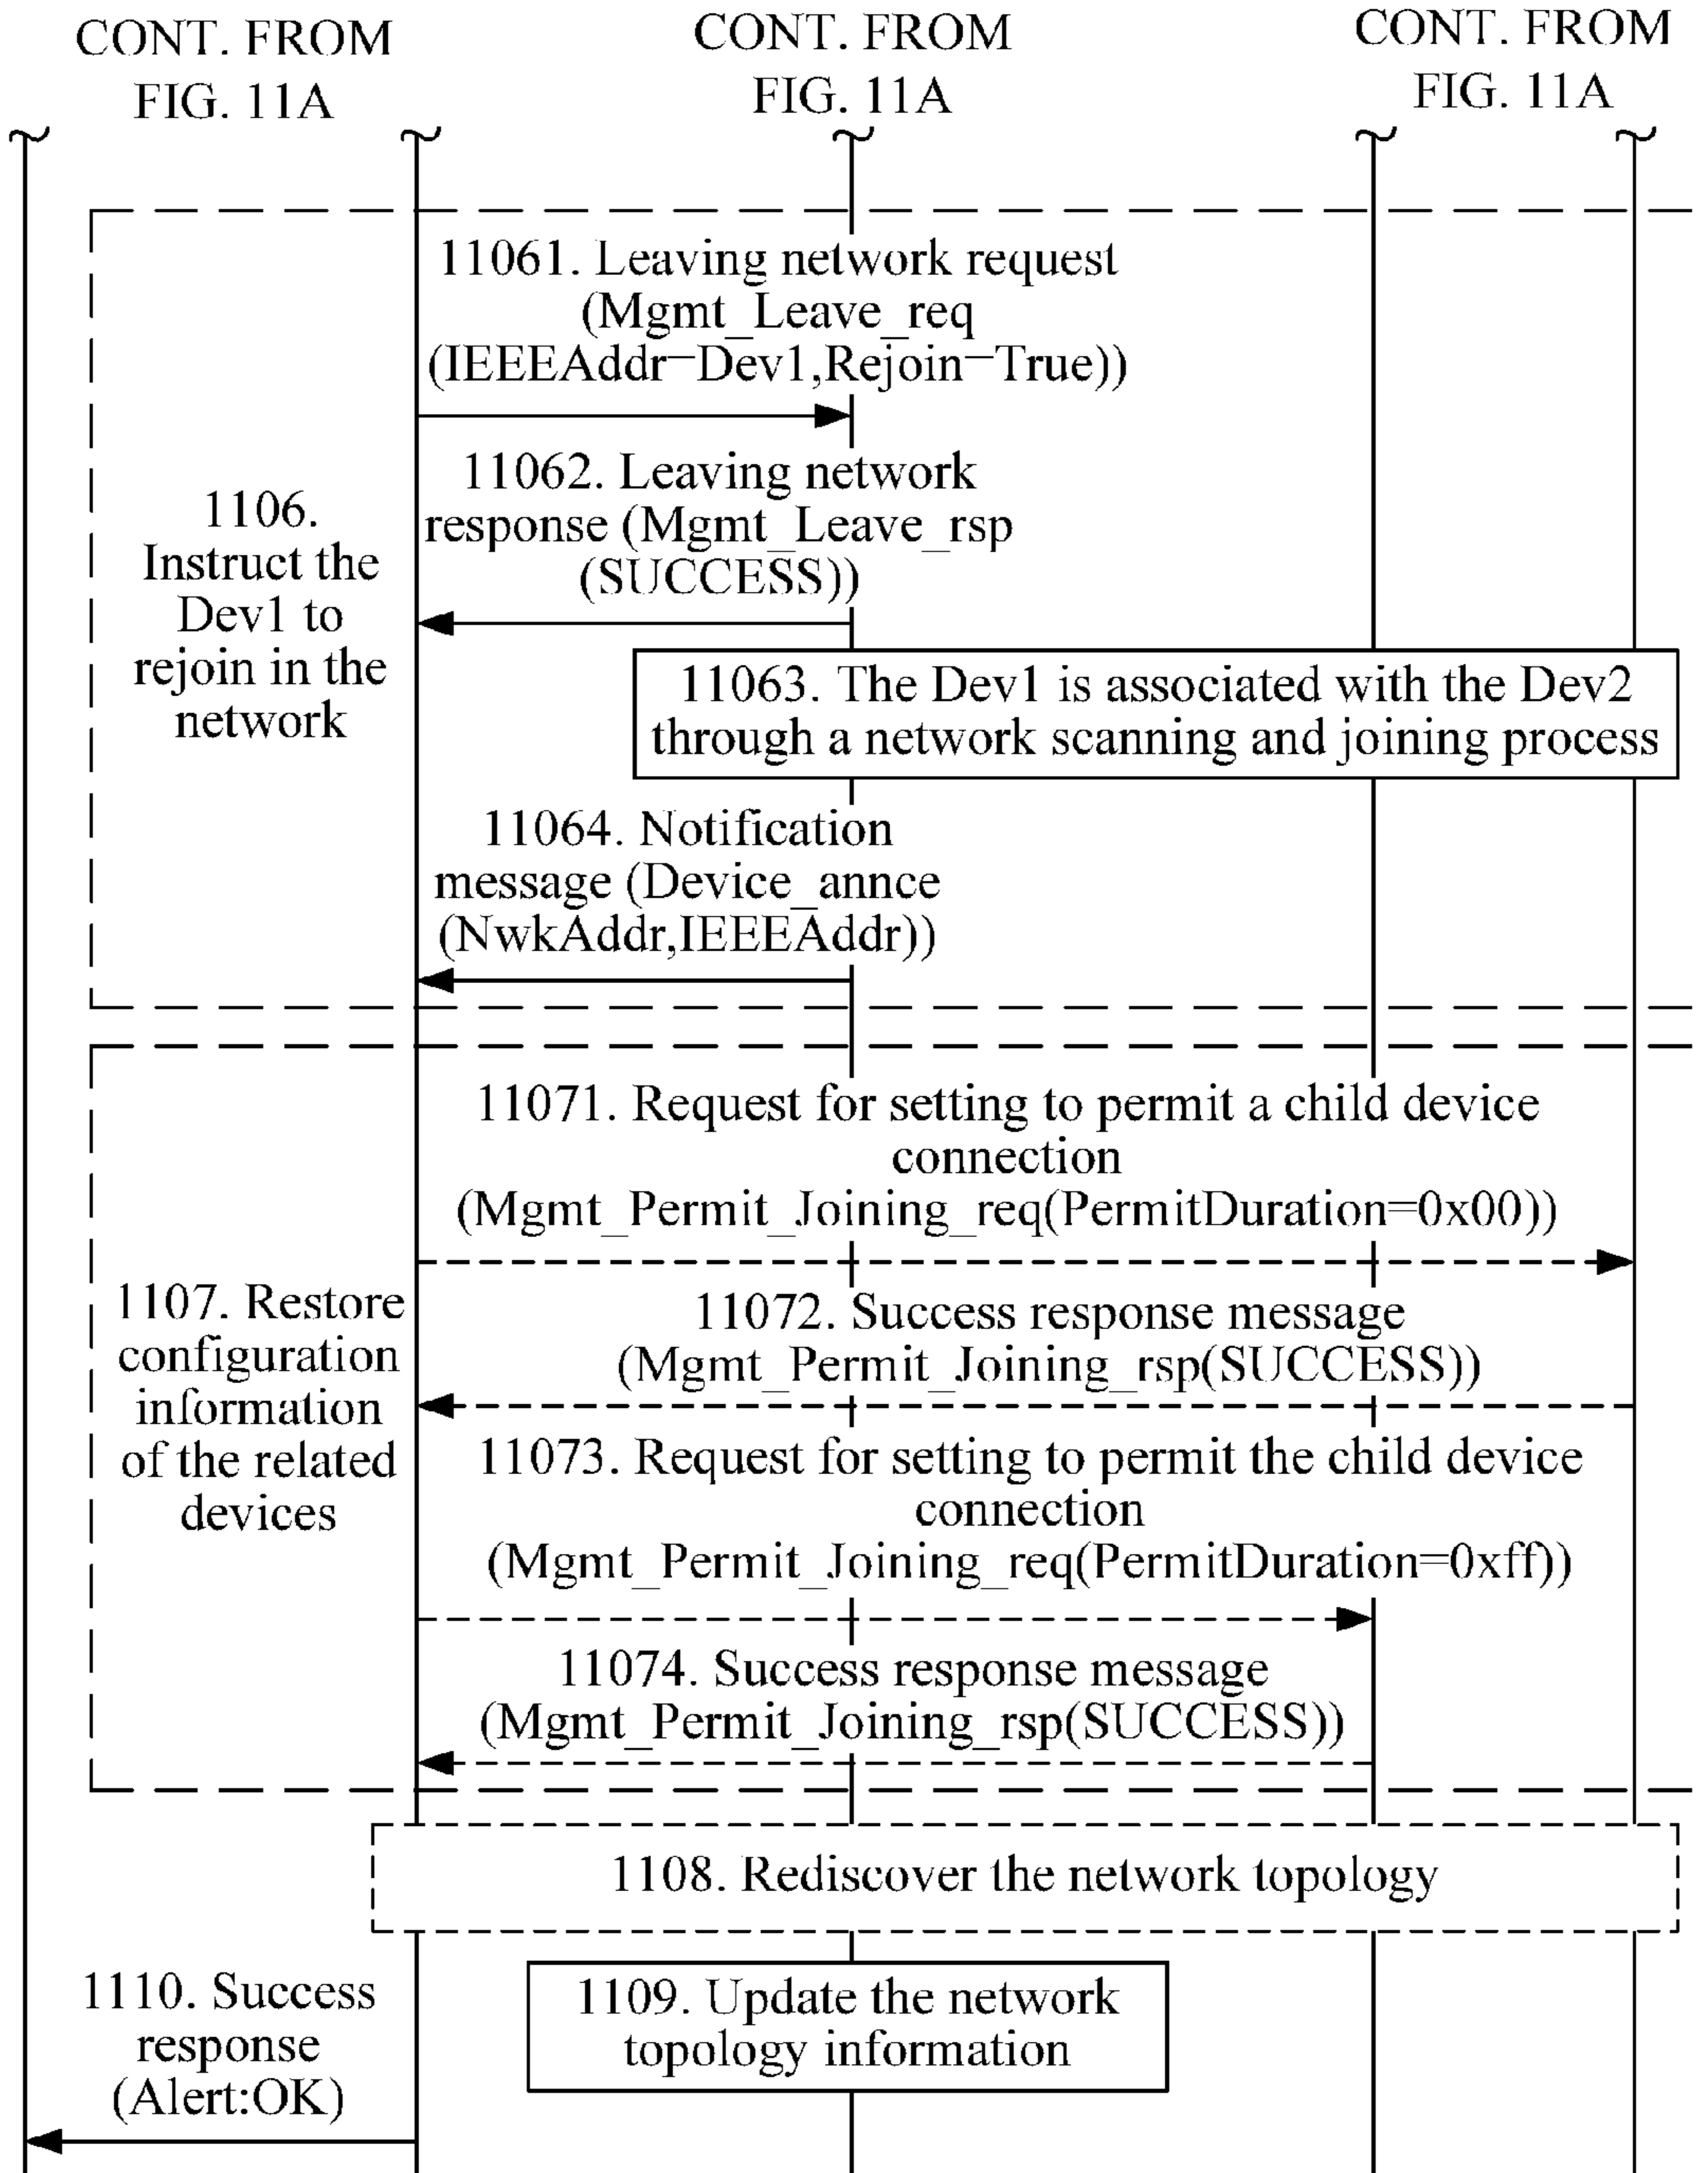 CONT. FROM
FIG. 11A
CONT. FROM
FIG. 11A
CONT. FROM
FIG. 11A
11061. Leaving network request
(Mgmt_Leave_req
(IEEEAddr=Dev1,Rejoin=True))
11062. Leaving network
response (Mgmt_Leave_rsp
(SUCCESS))
1106.
Instruct the
Dev1 to
rejoin in the
network
11063. The Dev1 is associated with the Dev2
through a network scanning and joining process
11064. Notification
message (Device_annce
(NwkAddr,IEEEAddr))
11071. Request for setting to permit a child device
connection
(Mgmt_Permit_Joining_req(PermitDuration=0x00))
1107. Restore
configuration
information
of the related
devices
11072. Success response message
(Mgmt_Permit_Joining_rsp(SUCCESS))
11073. Request for setting to permit the child device
connection
(Mgmt_Permit_Joining_req(PermitDuration=0xff))
11074. Success response message
(Mgmt_Permit_Joining_rsp(SUCCESS))
1108. Rediscover the network topology
1109. Update the network
topology information
1110. Success
response
(Alert:OK)